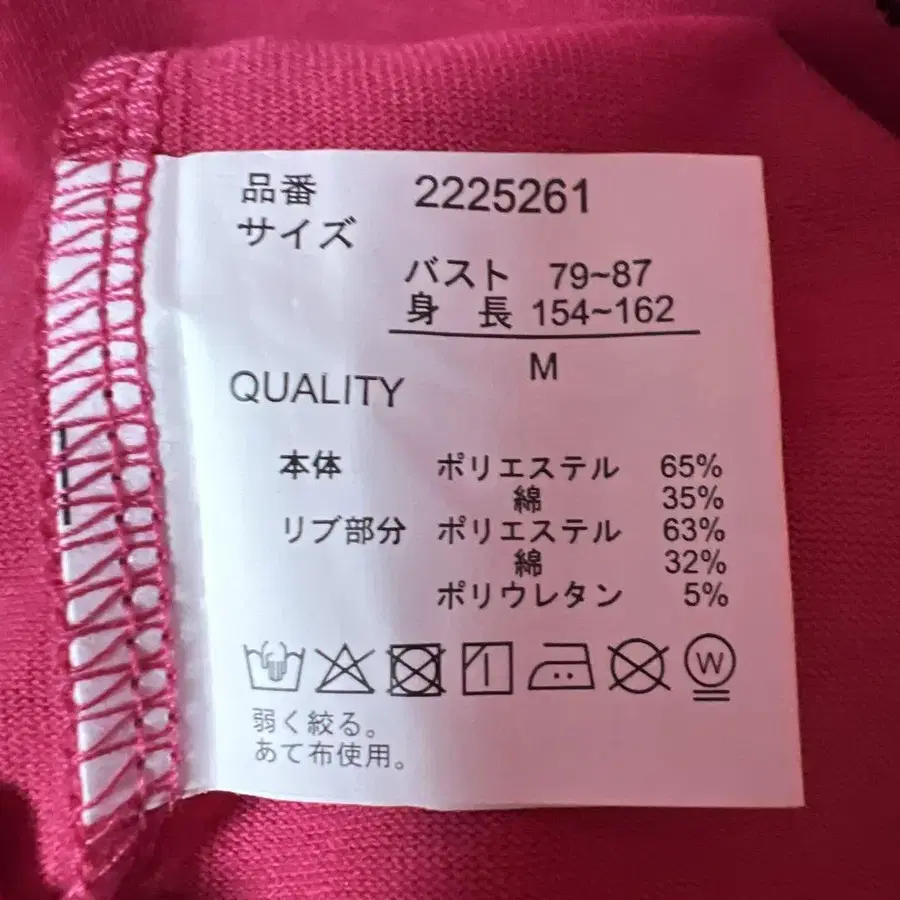 品番 2225261
サイズ
バスト 79~87
身 長 154~162
M
QUALITY
本体 ポリエステル 65%
綿 35%
リブ部分 ポリエステル 63%
綿 32%
ポリウレタン 5%
W
弱く絞る。
あて布使用。